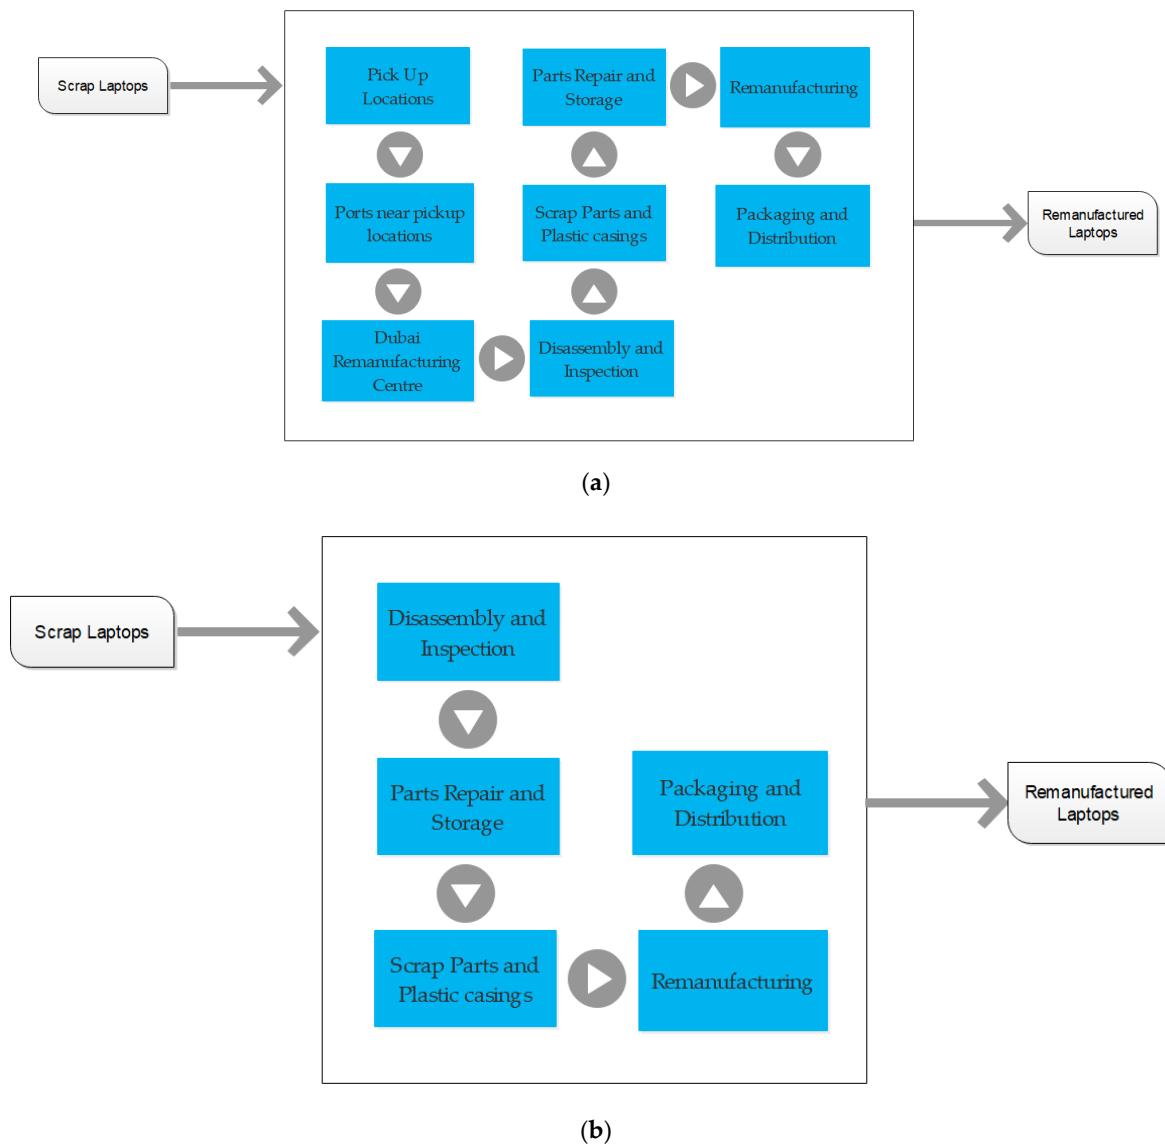 Scrap Laptops
Pick Up
Locations
Ports near pickup
locations
Dubai
Remanufacturing
Centre
Disassembly and
Inspection
Scrap Parts and
Plastic casings
Parts Repair and
Storage
Remanufacturing
Packaging and
Distribution
Remanufactured
Laptops
(a)
Scrap Laptops
Disassembly and
Inspection
Parts Repair and
Storage
Scrap Parts and
Plastic casings
Remanufacturing
Packaging and
Distribution
Remanufactured
Laptops
(b)